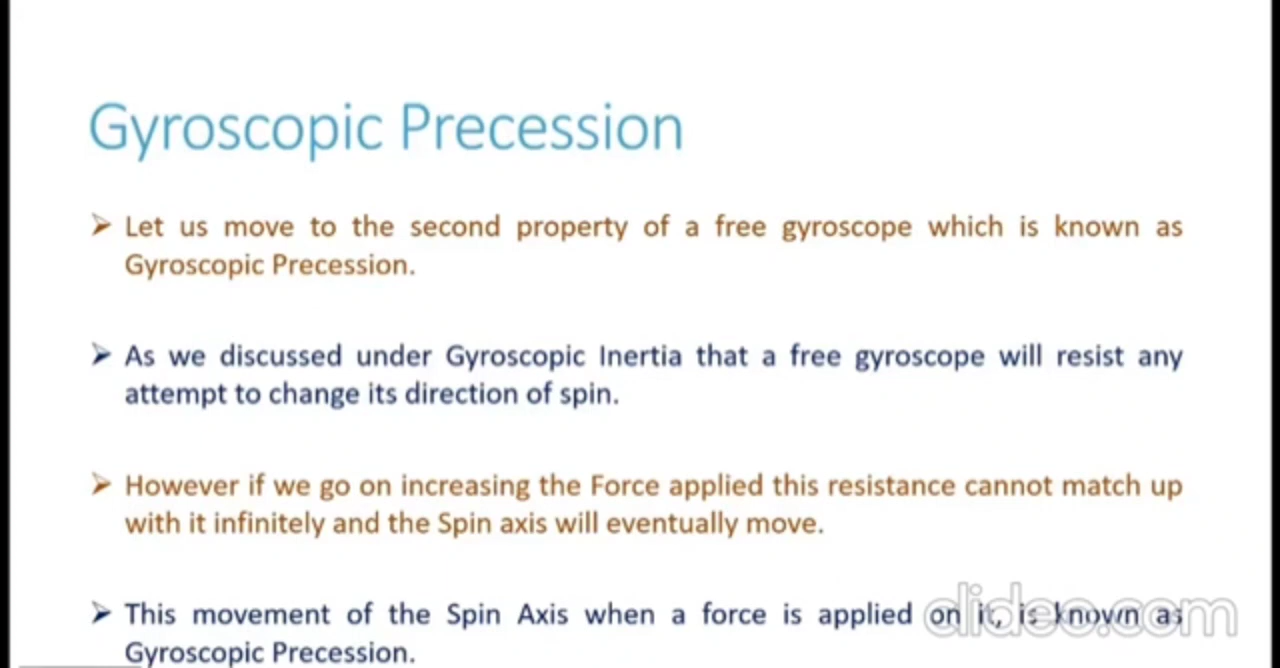 Gyroscopic Precession
Let us move to the second property of a free gyroscope which is known as
Gyroscopic Precession.
As we discussed under Gyroscopic Inertia that a free gyroscope will resist any
attempt to change its direction of spin.
However if we go on increasing the Force applied this resistance cannot match up
with it infinitely and the Spin axis will eventually move.
This movement of the Spin Axis when a force is applied on it, is known as
Gyroscopic Precession.
clideo.com